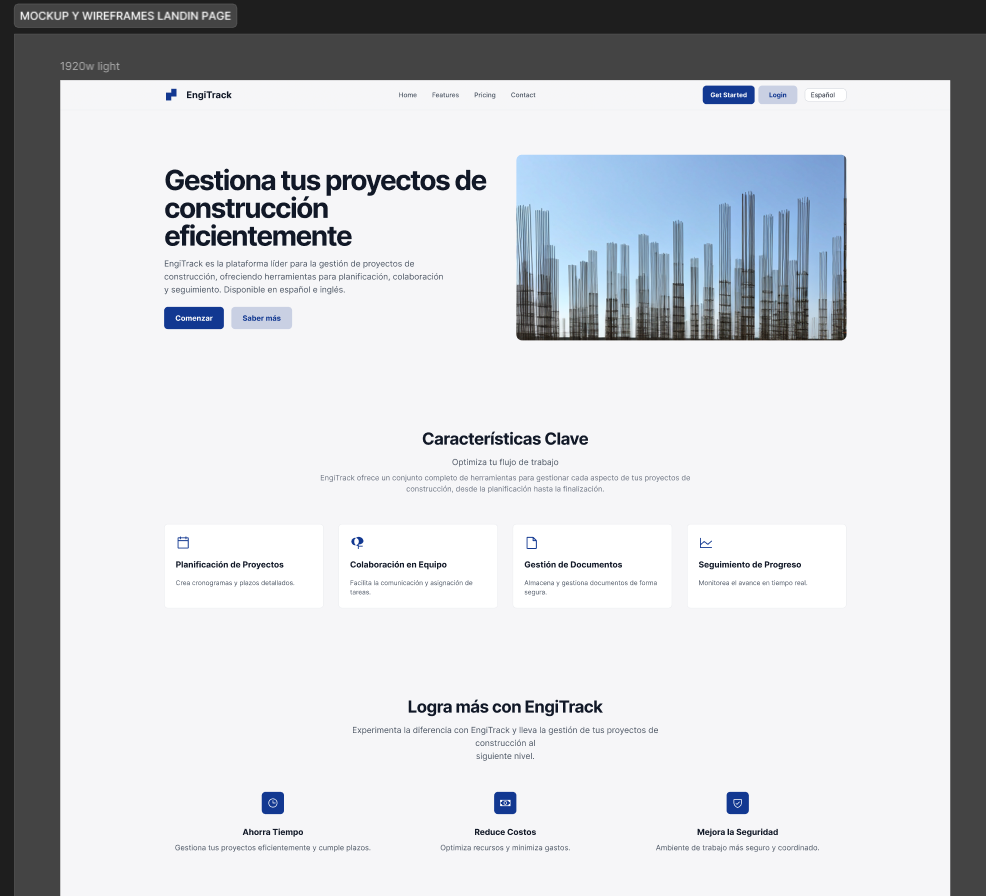 MOCKUP Y WIREFRAMES LANDIN PAGE
1920w light
EngiTrack
Home Features Pricing Contact
Get Started Login Español
Gestiona tus proyectos de
construcción
eficientemente
EngiTrack es la plataforma líder para la gestión de proyectos de
construcción, ofreciendo herramientas para planificación, colaboración
y seguimiento. Disponible en español e inglés.
Comenzar Saber más
Características Clave
Optimiza tu flujo de trabajo
EngiTrack ofrece un conjunto completo de herramientas para gestionar cada aspecto de tus proyectos de
construcción, desde la planificación hasta la finalización.
Planificación de Proyectos
Crea cronogramas y plazos detallados.
Colaboración en Equipo
Facilita la comunicación y asignación de
tareas.
Gestión de Documentos
Almacena y gestiona documentos de forma
segura.
Seguimiento de Progreso
Monitorea el avance en tiempo real.
Logra más con EngiTrack
Experimenta la diferencia con EngiTrack y lleva la gestión de tus proyectos de
construcción al
siguiente nivel.
Ahorra Tiempo
Gestiona tus proyectos eficientemente y cumple plazos.
Reduce Costos
Optimiza recursos y minimiza gastos.
Mejora la Seguridad
Ambiente de trabajo más seguro y coordinado.